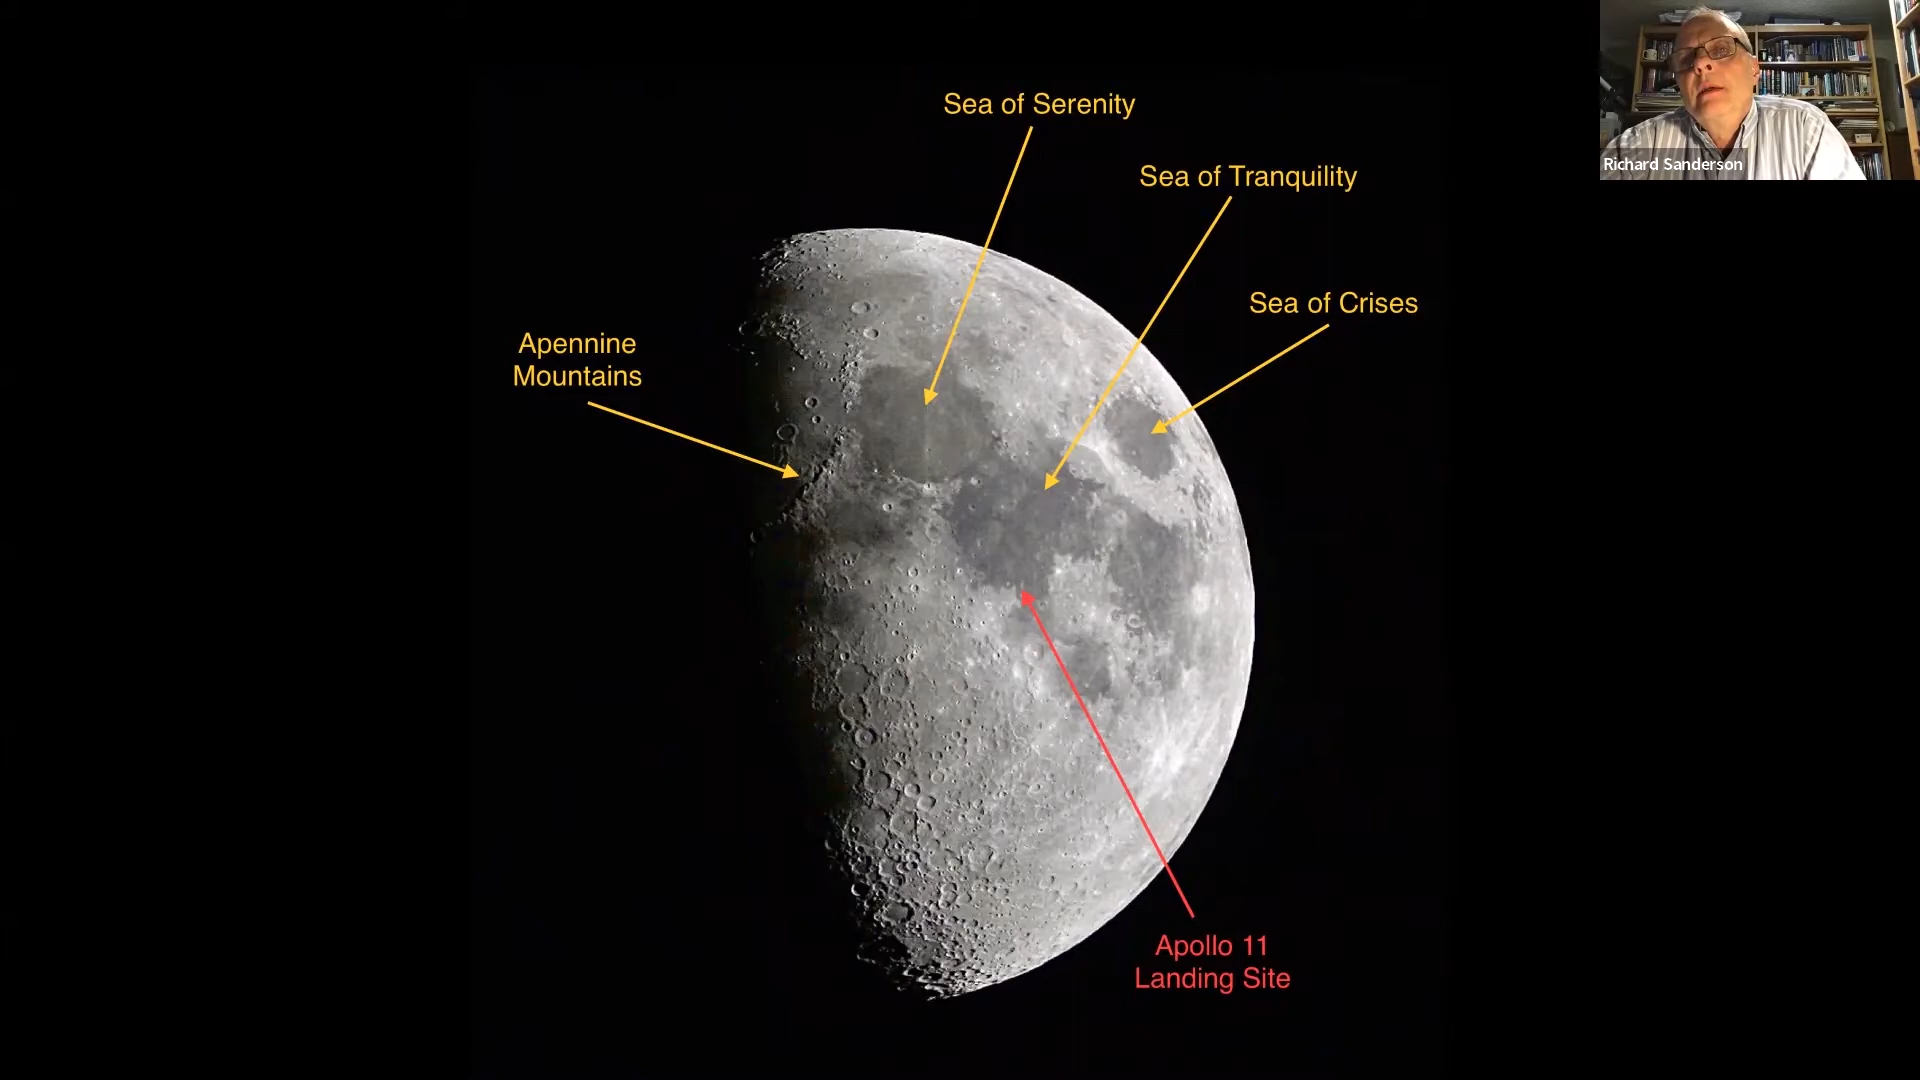 Sea of Serenity
Sea of Tranquility
Sea of Crises
Apennine
Mountains
Apollo 11
Landing Site
Richard Sanderson